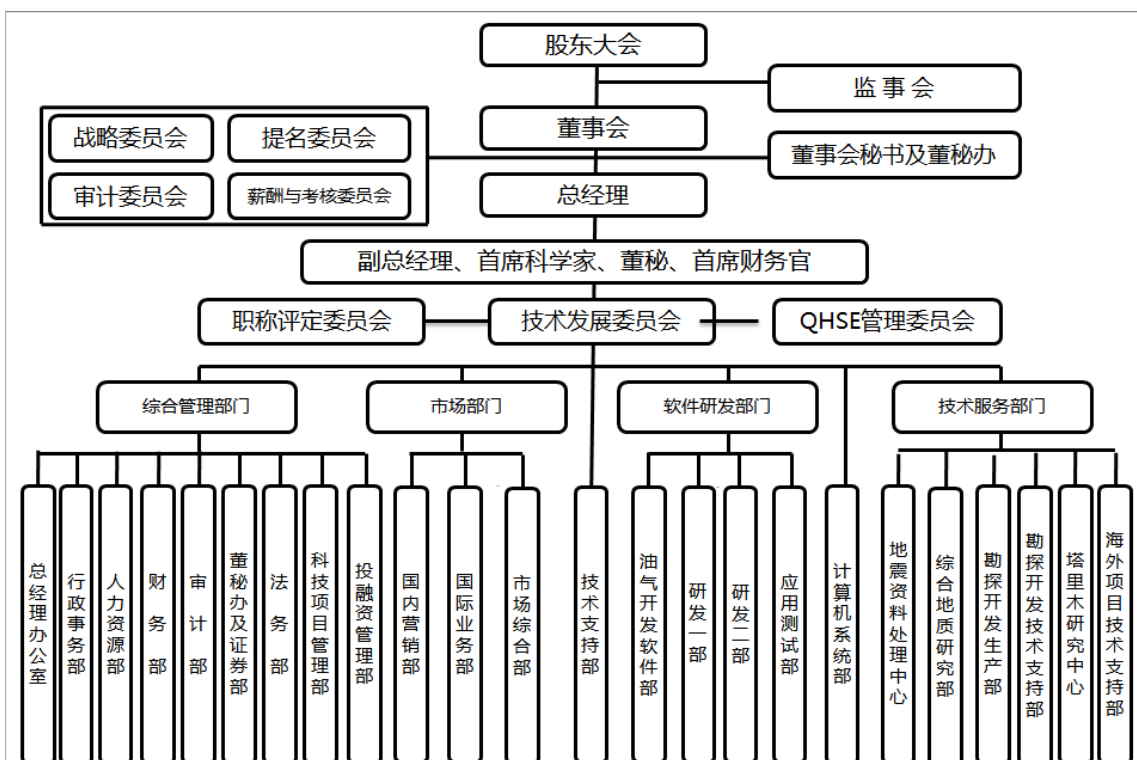 股东大会
监 事 会
董事会
战略委员会
提名委员会
董事会秘书及董秘办
审计委员会
薪酬与考核委员会
总经理
副总经理、首席科学家、董秘、首席财务官
职称评定委员会
技术发展委员会
QHSE管理委员会
综合管理部门
市场部门
软件研发部门
技术服务部门
总经理办公室
行政事务部
人力资源部
财务部
审计部
董秘办及证券部
法务部
科技项目管理部
投融资管理部
国内营销部
国际业务部
市场综合部
技术支持部
油气开发软件部
研发一部
研发二部
应用测试部
计算机系统部
地震资料处理中心
综合地质研究部
勘探开发生产部
勘探开发技术支持部
塔里木研究中心
海外项目技术支持部